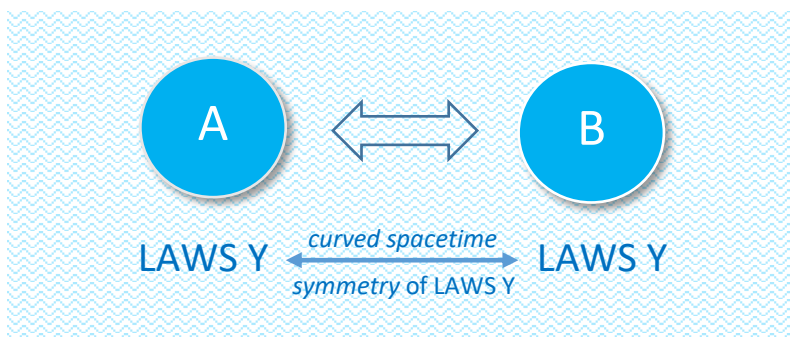 A
B
LAWS Y
curved spacetime
LAWS Y
symmetry of LAWS Y